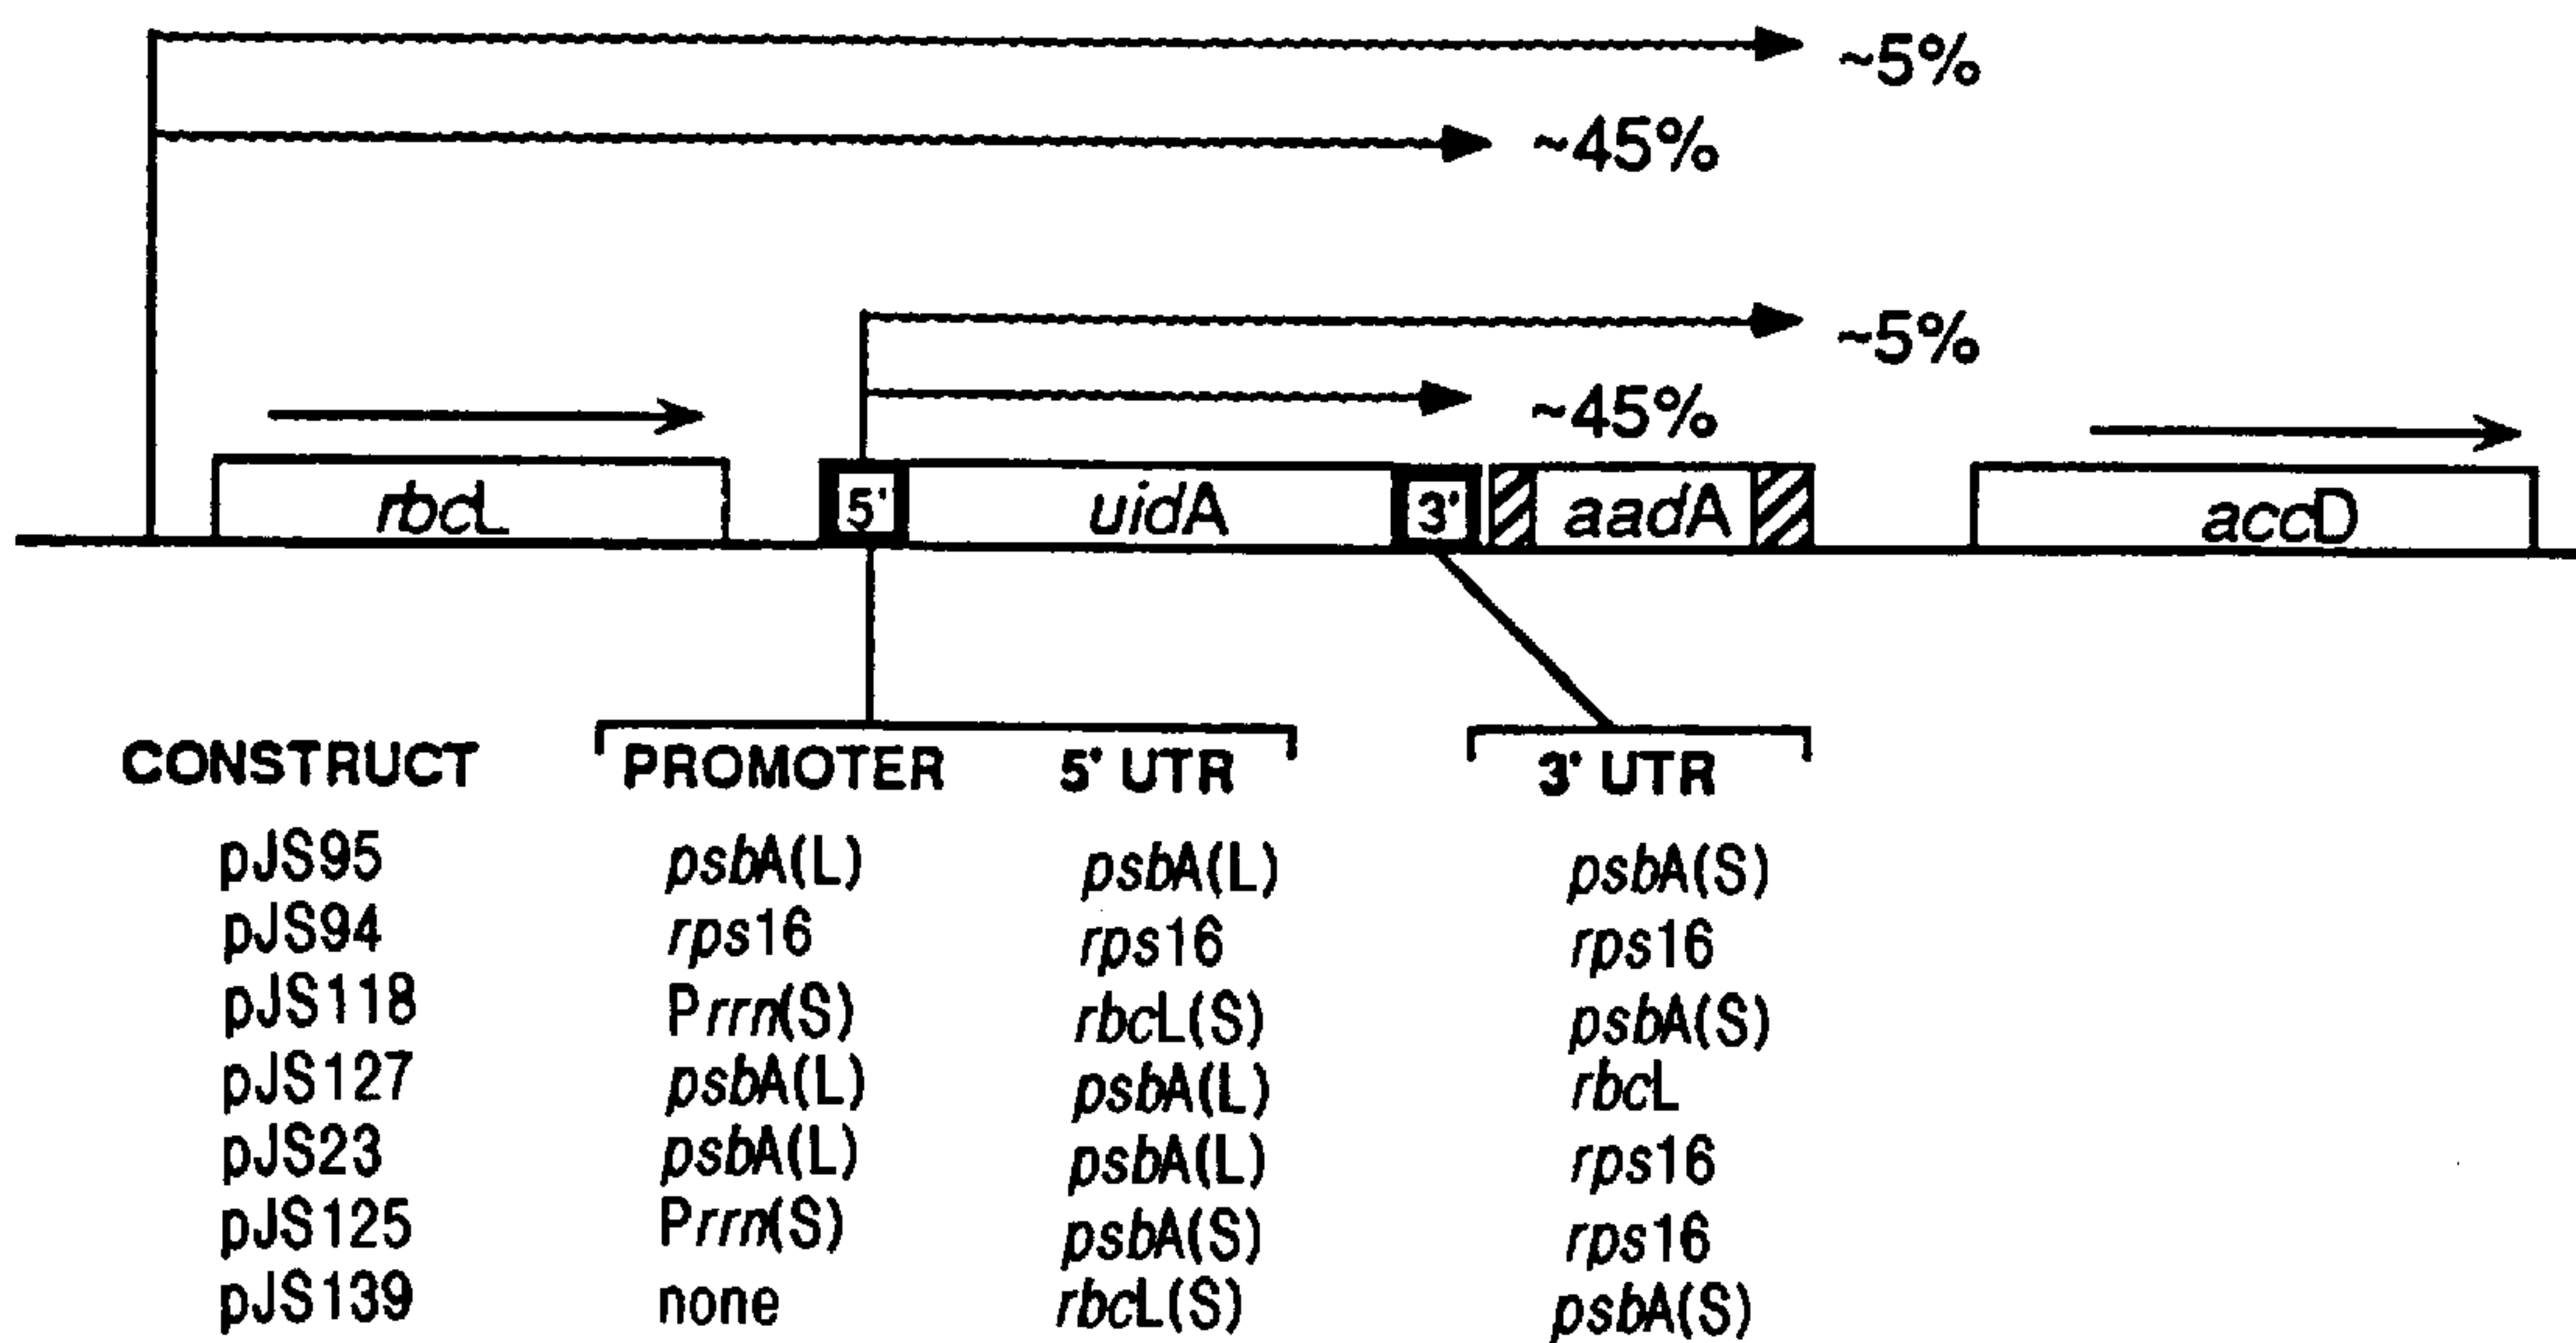 ~5%
~45%
~5%
~45%
rbcL 5' uidA 3' aadA accD
CONSTRUCT PROMOTER 5' UTR 3' UTR
pJS95 psbA(L) psbA(L) psbA(S)
pJS94 rps16 rps16 rps16
pJS118 Prrn(S) rbcL(S) psbA(S)
pJS127 psbA(L) psbA(L) rbcL
pJS23 psbA(L) psbA(L) rps16
pJS125 Prrn(S) psbA(S) rps16
pJS139 none rbcL(S) psbA(S)